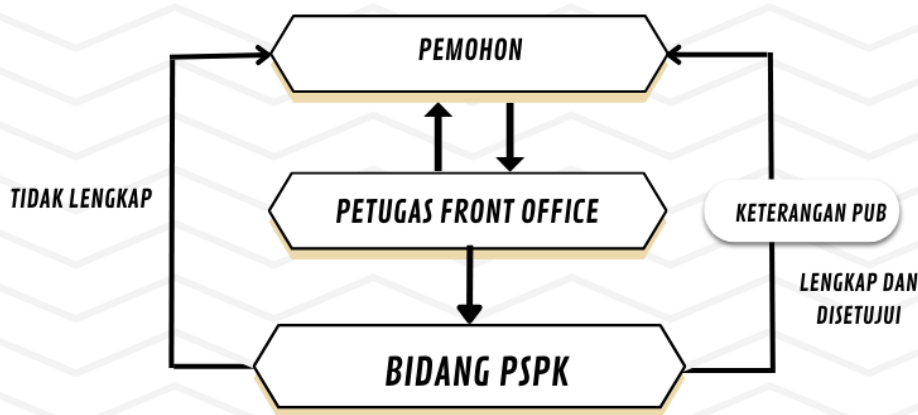 PEMOHON
TIDAK LENGKAP
PETUGAS FRONT OFFICE
KETERANGAN PUB
LENGKAP DAN
DISETUJUI
BIDANG PSPK